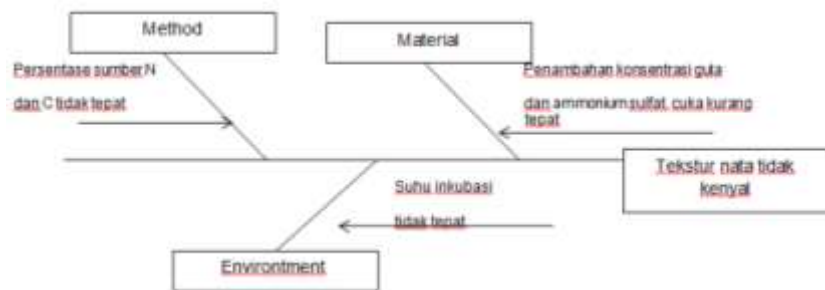 Method
Material
Persentase sumber N
dan C tidak tepat
Penambahan konsentrasi gula
dan ammonium sulfat, cuka kurang
tepat
Tekstur nata tidak
kenyal
Suhu inkubasi
tidak tepat
Environtment